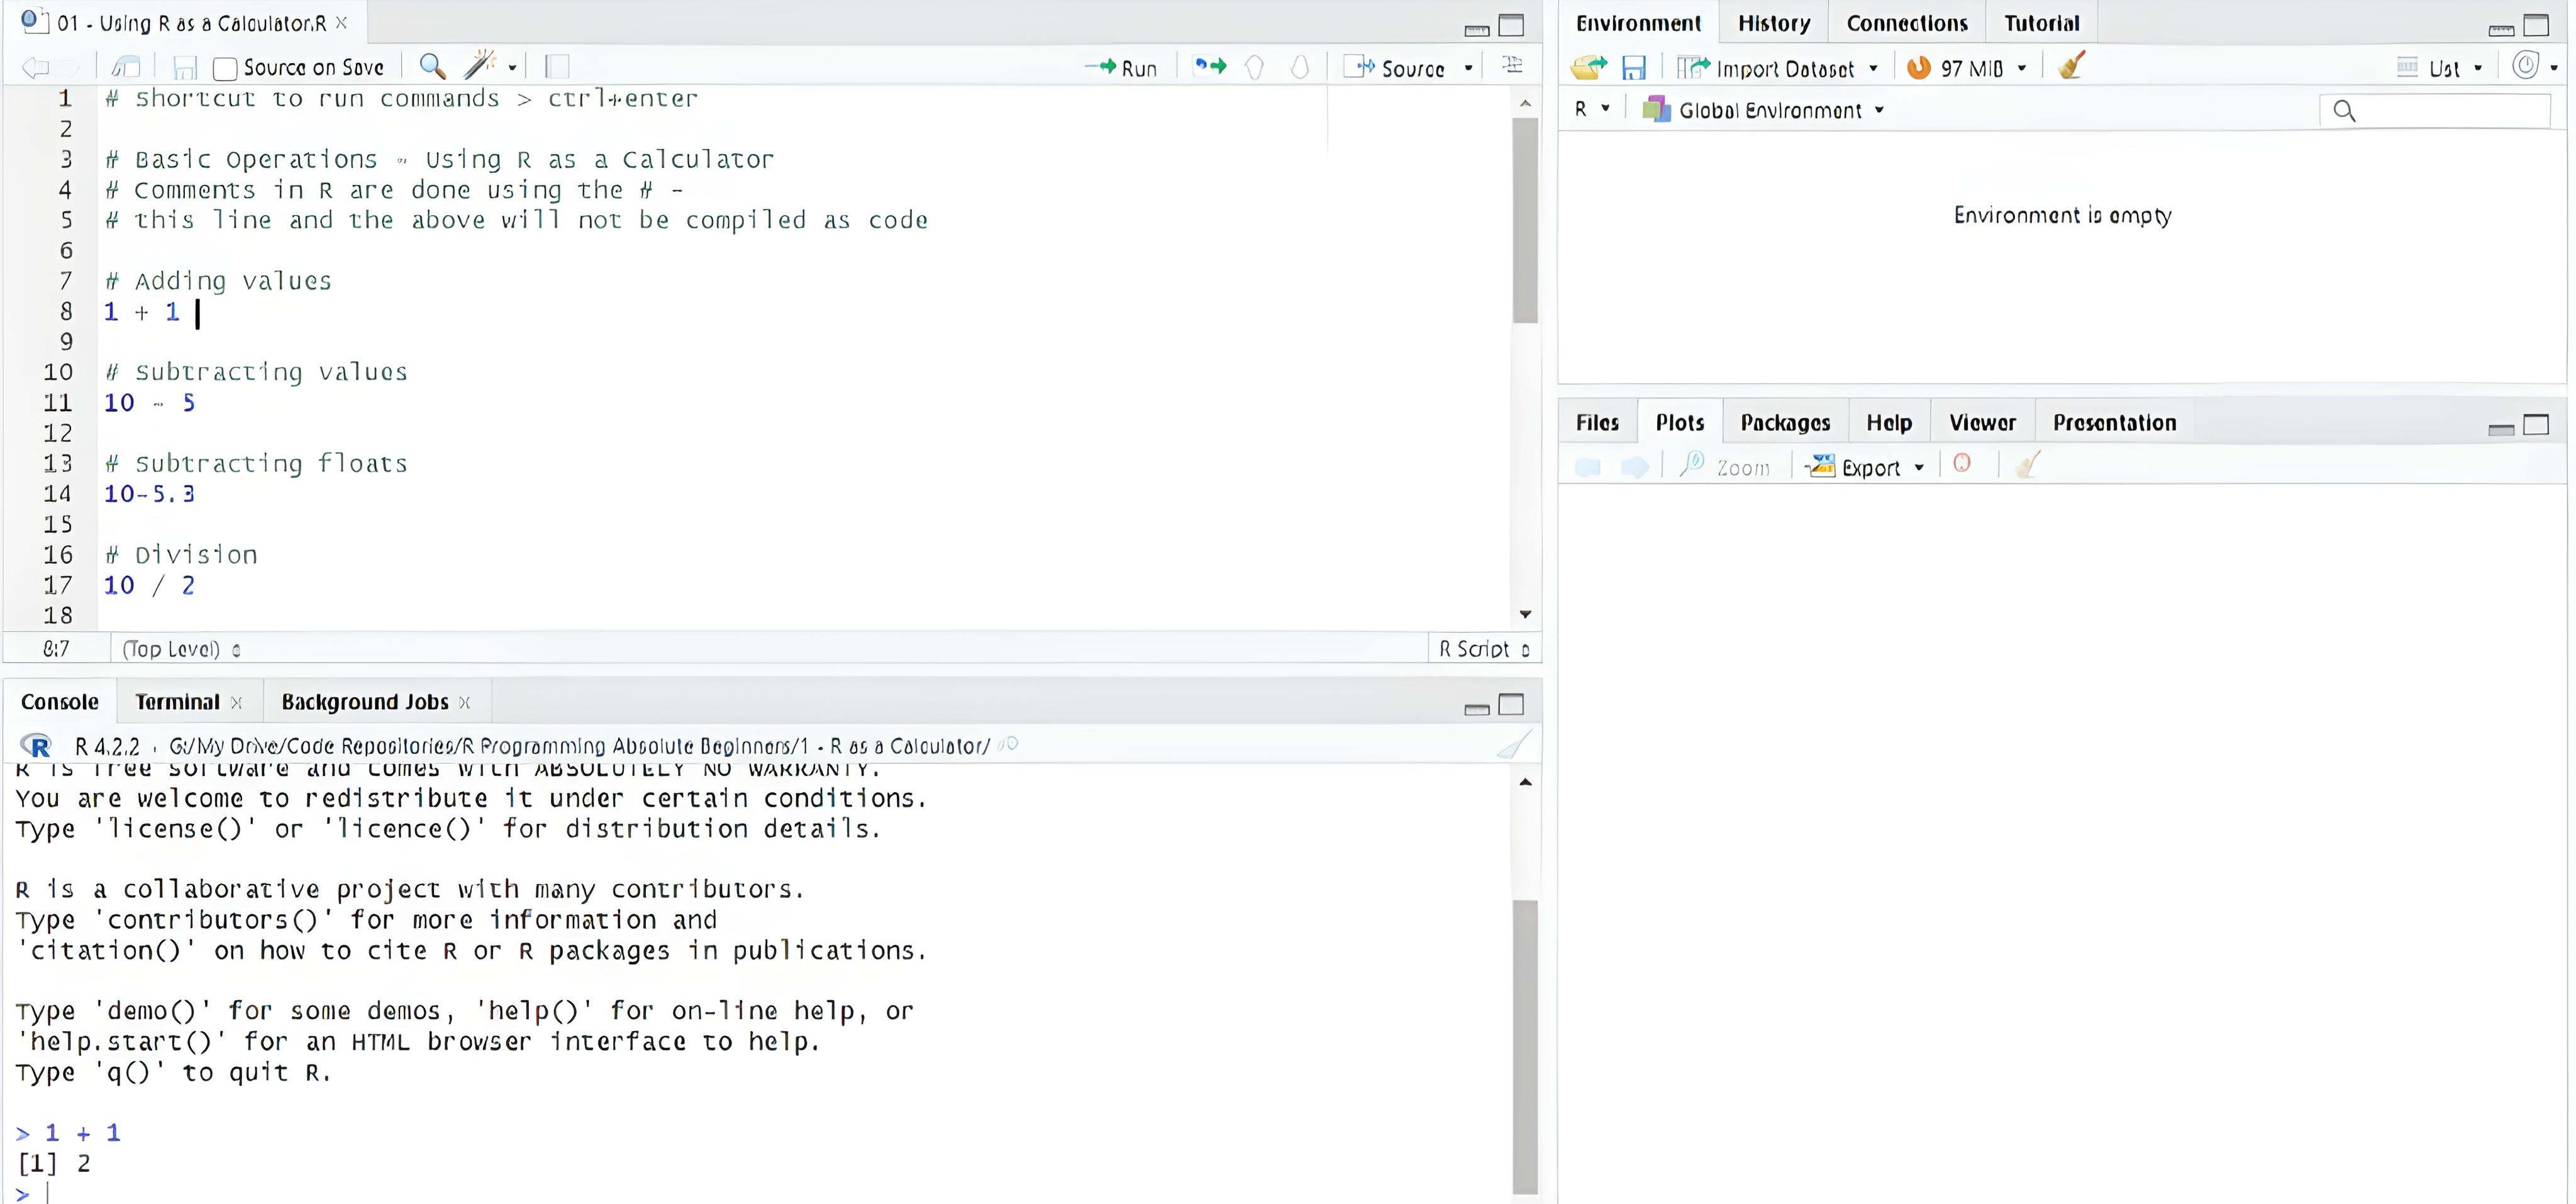 01 - Using R as a Calculator.R
Source on Save
Run
Source
1 # Shortcut to run commands > ctrl+enter
2
3 # Basic Operations - Using R as a Calculator
4 # Comments in R are done using the # -
5 # this line and the above will not be compiled as code
6
7 # Adding values
8 1 + 1
9
10 # Subtracting values
11 10 - 5
12
13 # Subtracting floats
14 10-5.3
15
16 # Division
17 10 / 2
18
8:7 (Top Level) R Script
Console Terminal Background Jobs
R R 4.2.2 · G:/My Drive/Code Repositories/R Programming Absolute Beginners/1 - R as a Calculator/
R is free software and comes with ABSOLUTELY NO WARRANTY.
You are welcome to redistribute it under certain conditions.
Type 'license()' or 'licence()' for distribution details.
R is a collaborative project with many contributors.
Type 'contributors()' for more information and
'citation()' on how to cite R or R packages in publications.
Type 'demo()' for some demos, 'help()' for on-line help, or
'help.start()' for an HTML browser interface to help.
Type 'q()' to quit R.
> 1 + 1
[1] 2
>
Environment History Connections Tutorial
Import Dataset 97 MiB List
R Global Environment
Environment is empty
Files Plots Packages Help Viewer Presentation
Zoom Export